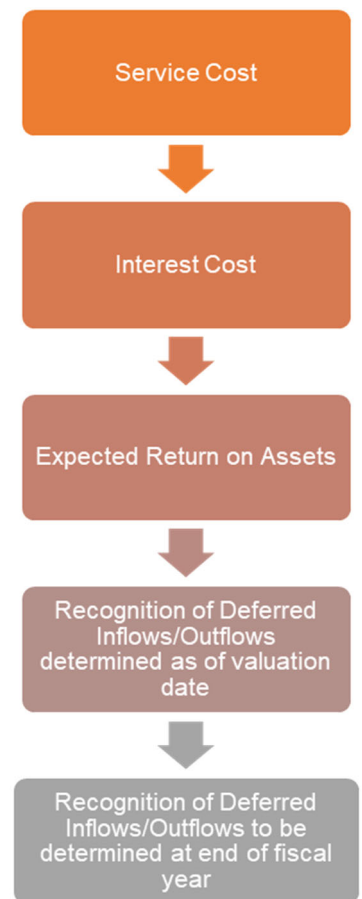 Service Cost
Interest Cost
Expected Return on Assets
Recognition of Deferred
Inflows/Outflows
determined as of valuation
date
Recognition of Deferred
Inflows/Outflows to be
determined at end of fiscal
year